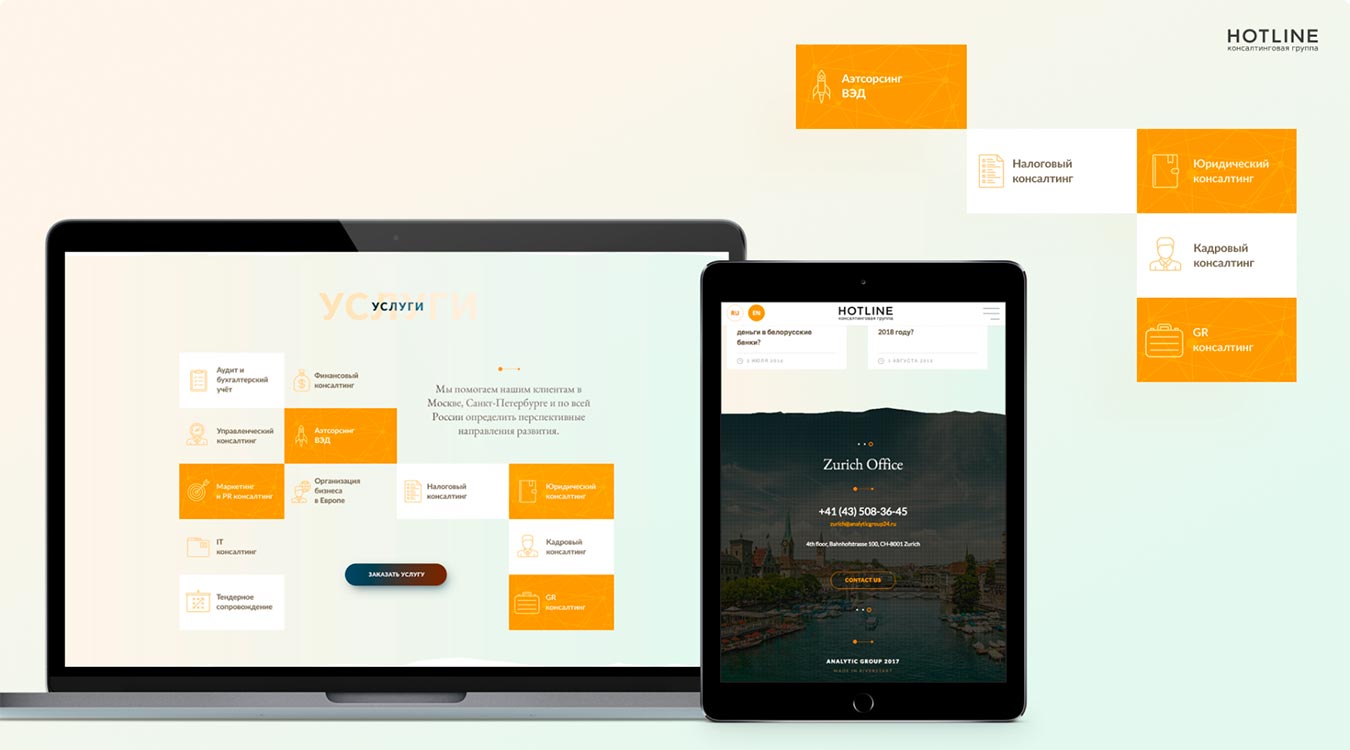 HOTLINE
консалтинговая группа
Аэтсорсинг
ВЭД
Налоговый
консалтинг
Юридический
консалтинг
Кадровый
консалтинг
GR
консалтинг
УСЛУГИ
УСЛУГИ
Аудит и
бухгалтерский
учёт
Финансовый
консалтинг
Управленческий
консалтинг
Аэтсорсинг
ВЭД
Маркетинг
и PR консалтинг
Организация
бизнеса
в Европе
Налоговый
консалтинг
Юридический
консалтинг
IT
консалтинг
Кадровый
консалтинг
Тендерное
сопровождение
GR
консалтинг
Мы помогаем нашим клиентам в
Москве, Санкт-Петербурге и по всей
России определить перспективные
направления развития.
ЗАКАЗАТЬ УСЛУГУ
RU
EN
HOTLINE
консалтинговая группа
деньги в белорусские
банки?
2018 году?
Zurich Office
+41 (43) 508-36-45
zurich@analyticgroup24.ru
4th floor, Bahnhofstrasse 100, CH-8001 Zurich
CONTACT US
ANALYTIC GROUP 2017
MADE IN RIVERSTART